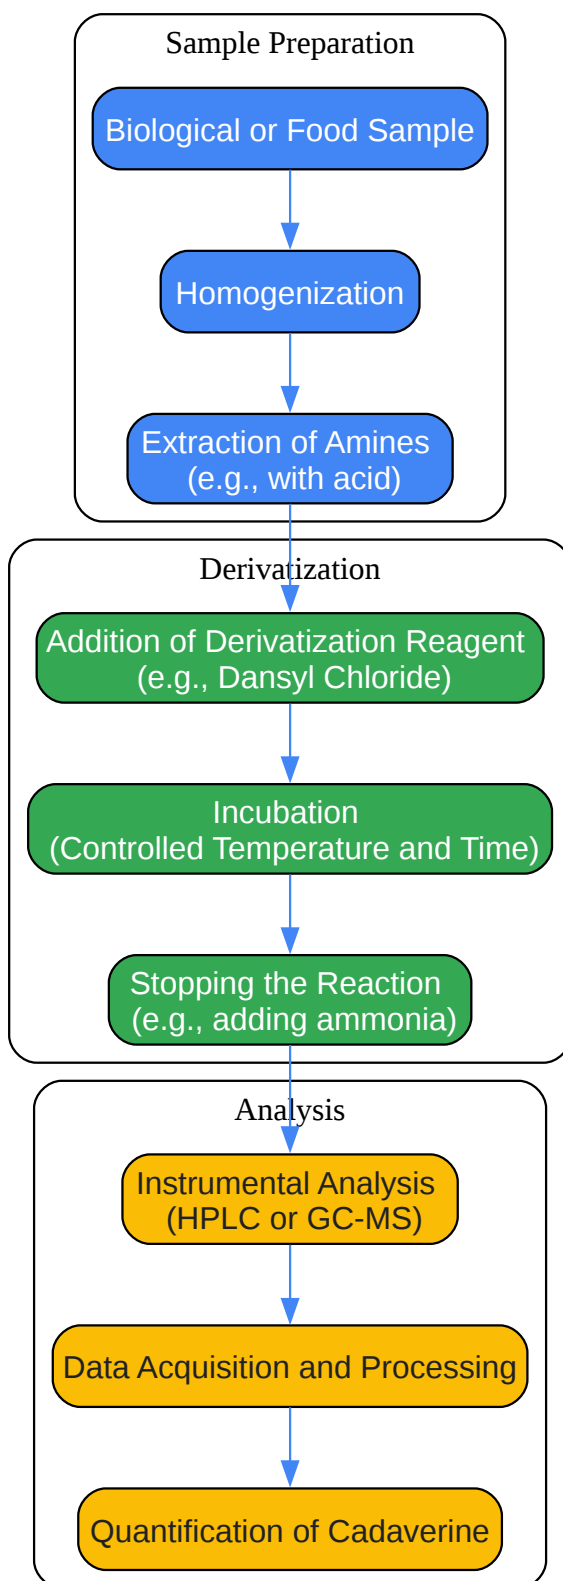 Sample Preparation
Biological or Food Sample
Homogenization
Extraction of Amines
(e.g., with acid)
Derivatization
Addition of Derivatization Reagent
(e.g., Dansyl Chloride)
Incubation
(Controlled Temperature and Time)
Stopping the Reaction
(e.g., adding ammonia)
Analysis
Instrumental Analysis
(HPLC or GC-MS)
Data Acquisition and Processing
Quantification of Cadaverine